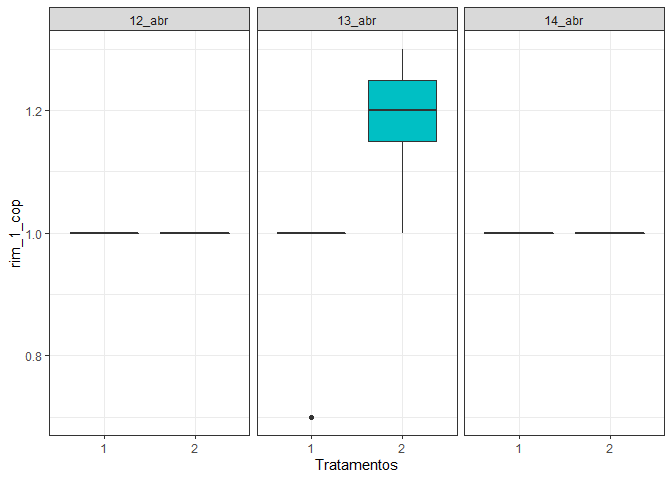 12_abr 13_abr 14_abr
1.2
1.0
0.8
rim_1_cop
1 2 1 2 1 2
Tratamentos